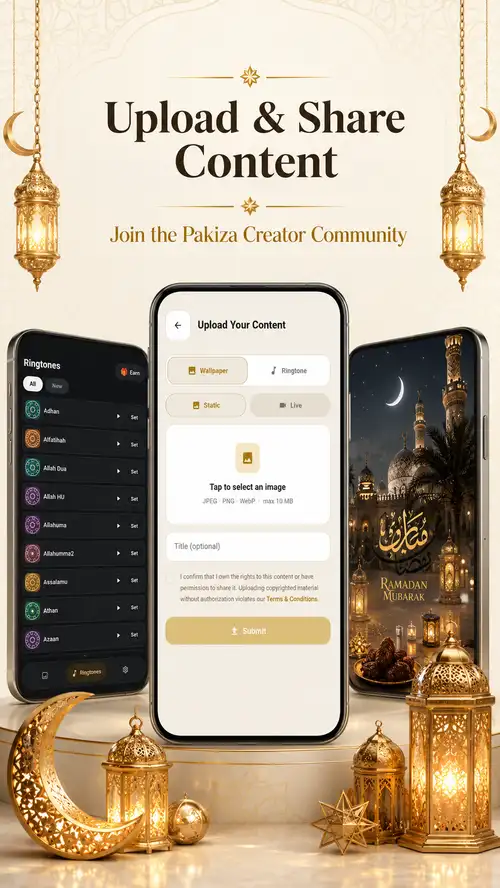 Upload & Share
Content
Join the Pakiza Creator Community
Ringtones
Earn
All
New
Adhan
Set
Alfatihah
Set
Allah Dua
Set
Allah HU
Set
Allahuma
Set
Allahumme2
Set
Assalamu
Set
Athan
Set
Azaan
Set
Ringtones
Upload Your Content
Wallpaper
Ringtone
Static
Live
Tap to select an image
JPEG · PNG · WebP · max 10 MB
Title (optional)
I confirm that I own the rights to this content or have
permission to share it. Uploading copyrighted material
without authorization violates our Terms & Conditions.
Submit
RAMADAN
MUBARAK